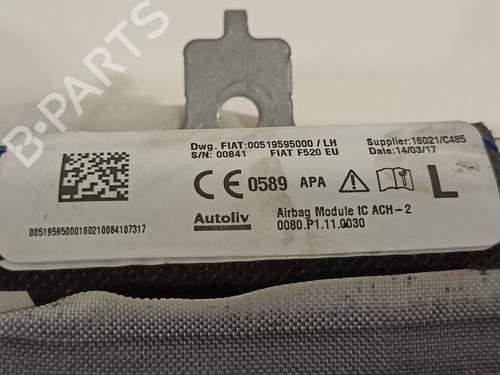 Dwg. FIAT:00519595000 / LH
Supplier:16021/C485
S/N: 00841 FIAT F520 EU
Date:14/03/17
CE 0589 APA L
Autoliv
Airbag Module IC ACH-2
0080.P1.11.0030
00519595000160210084107317
B-PARTS